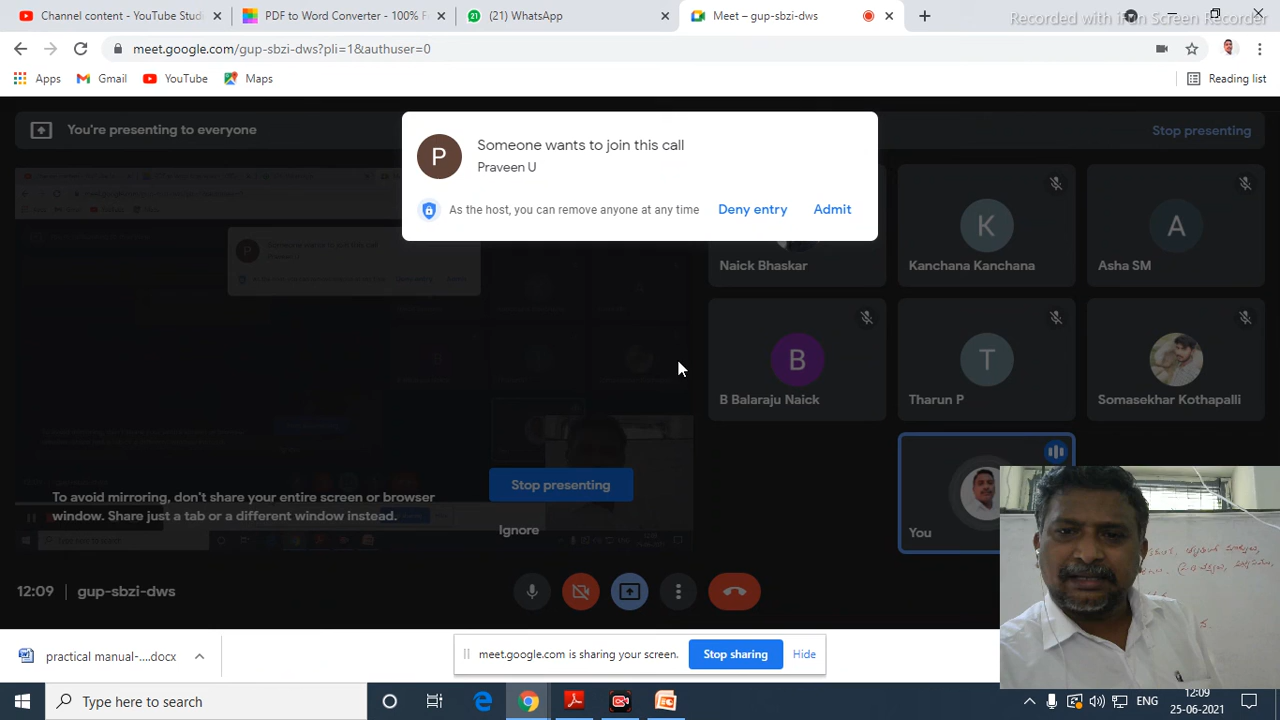 Channel content - YouTube Stud
PDF to Word Converter - 100% F
(21) WhatsApp
Meet – gup-sbzi-dws
Recorded with iFun Screen Recorder
meet.google.com/gup-sbzi-dws?pli=1&authuser=0
Apps
Gmail
YouTube
Maps
Reading list
You're presenting to everyone
Stop presenting
Someone wants to join this call
P
Praveen U
As the host, you can remove anyone at any time
Deny entry
Admit
Naick Bhaskar
K
Kanchana Kanchana
A
Asha SM
B
B Balaraju Naick
T
Tharun P
Somasekhar Kothapalli
To avoid mirroring, don't share your entire screen or browser
window. Share just a tab or a different window instead.
Stop presenting
Ignore
You
12:09
gup-sbzi-dws
practical manual-....docx
meet.google.com is sharing your screen.
Stop sharing
Hide
Type here to search
ENG
12:09
25-06-2021